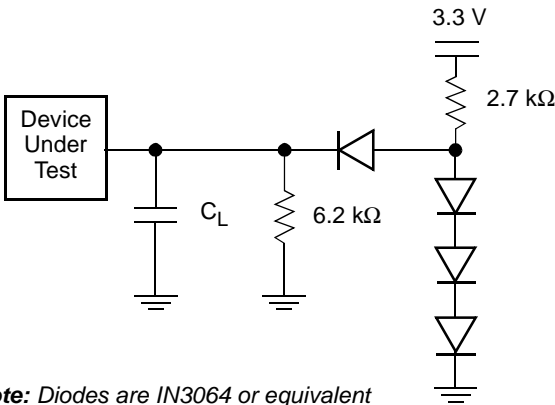 3.3 V
2.7 kΩ
Device
Under
Test
C_L
6.2 kΩ
ote: Diodes are IN3064 or equivalent